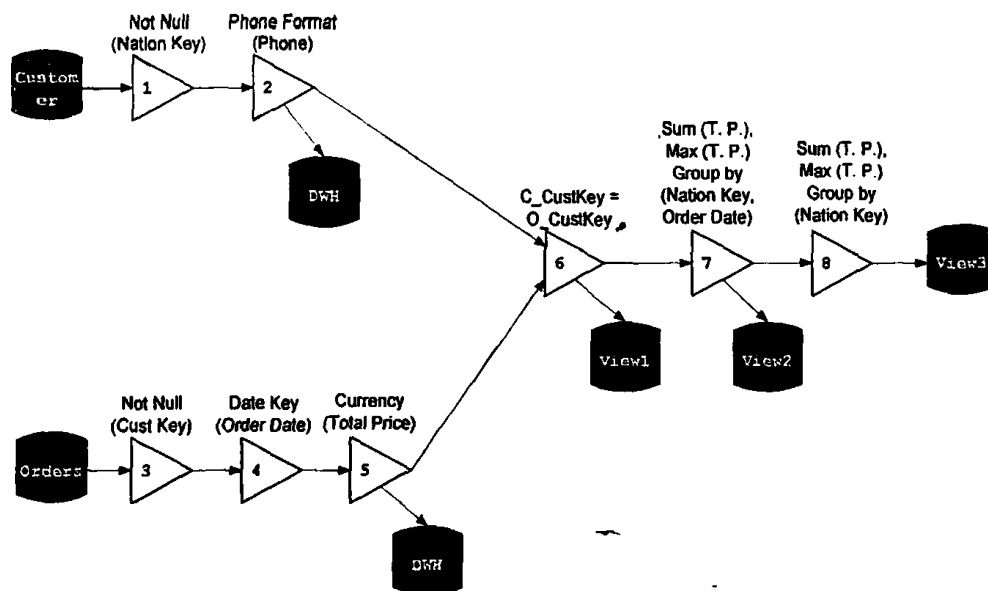 Not Null
(Nation Key)
Phone Format
(Phone)
Custom
er
1
2
DWH
C_CustKey =
O_CustKey
6
Sum (T. P.),
Max (T. P.)
Group by
(Nation Key,
Order Date)
7
Sum (T. P.),
Max (T. P.)
Group by
(Nation Key)
8
View3
View1
View2
Not Null
(Cust Key)
Date Key
(Order Date)
Currency
(Total Price)
Orders
3
4
5
DWH